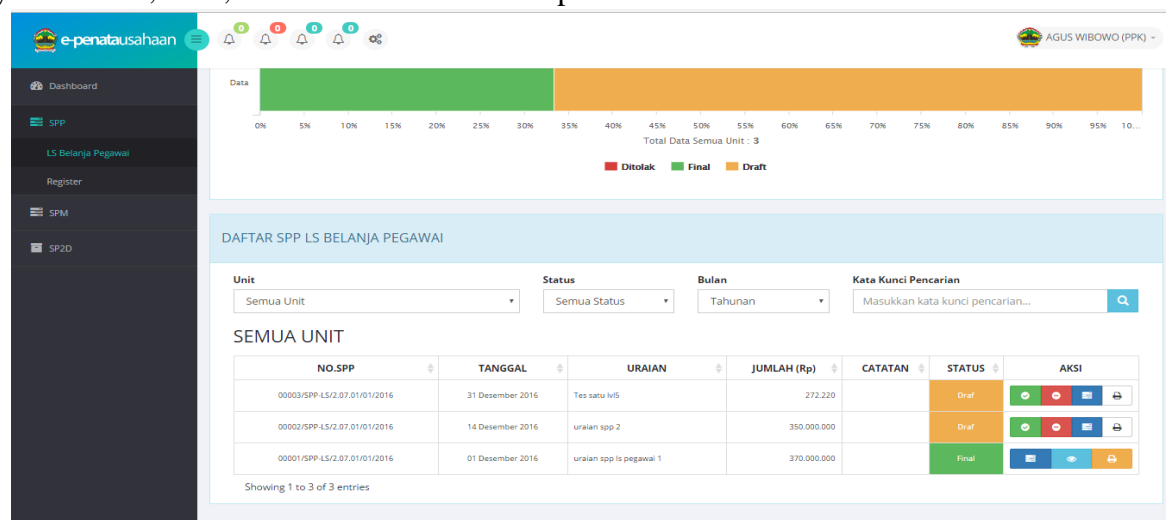 e-penatausahaan
0 0 0 0
AGUS WIBOWO (PPK)
Dashboard
SPP
LS Belanja Pegawai
Register
SPM
SP2D
Data
0% 5% 10% 15% 20% 25% 30% 35% 40% 45% 50% 55% 60% 65% 70% 75% 80% 85% 90% 95% 10...
Total Data Semua Unit : 3
Ditolak Final Draft
DAFTAR SPP LS BELANJA PEGAWAI
Unit Status Bulan Kata Kunci Pencarian
Semua Unit Semua Status Tahunan Masukkan kata kunci pencarian...
SEMUA UNIT
NO.SPP TANGGAL URAIAN JUMLAH (Rp) CATATAN STATUS AKSI
00003/SPP-LS/2.07.01/01/2016 31 Desember 2016 Tes satu lvl5 272.220 Draf
00002/SPP-LS/2.07.01/01/2016 14 Desember 2016 uraian spp 2 350.000.000 Draf
00001/SPP-LS/2.07.01/01/2016 01 Desember 2016 uraian spp ls pegawai 1 370.000.000 Final
Showing 1 to 3 of 3 entries